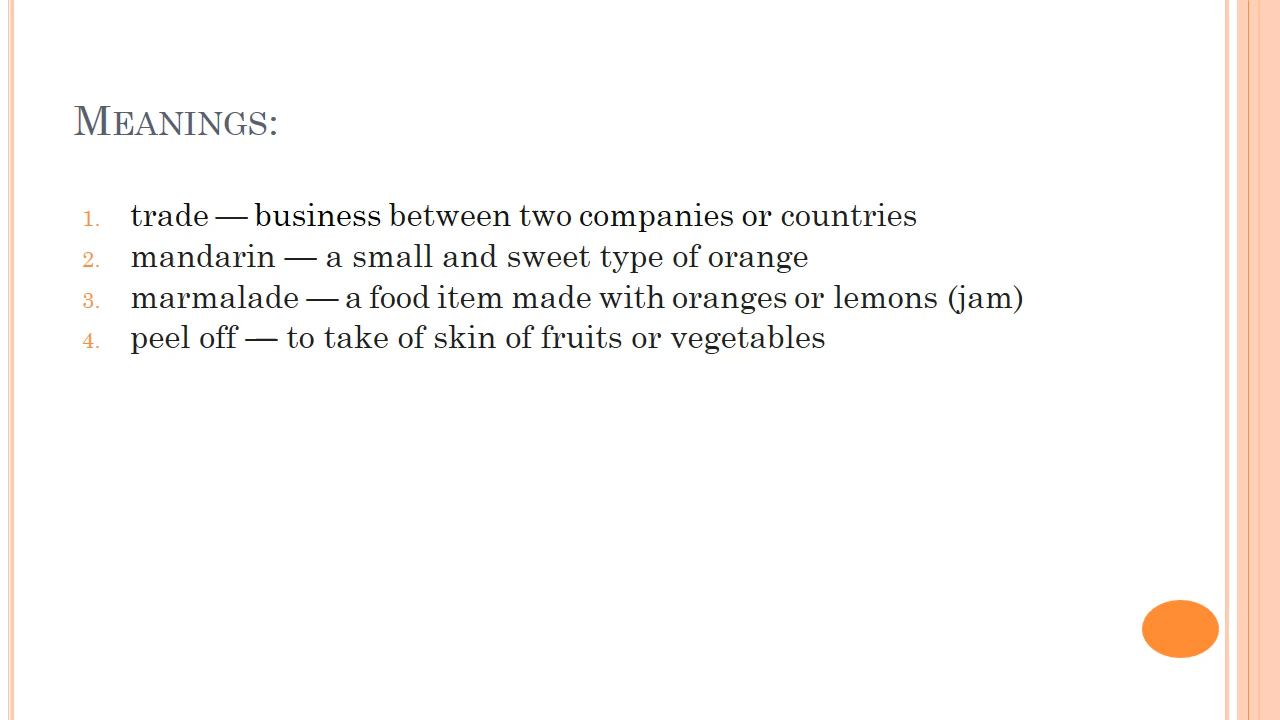 MEANINGS:
1. trade — business between two companies or countries
2. mandarin — a small and sweet type of orange
3. marmalade — a food item made with oranges or lemons (jam)
4. peel off — to take of skin of fruits or vegetables